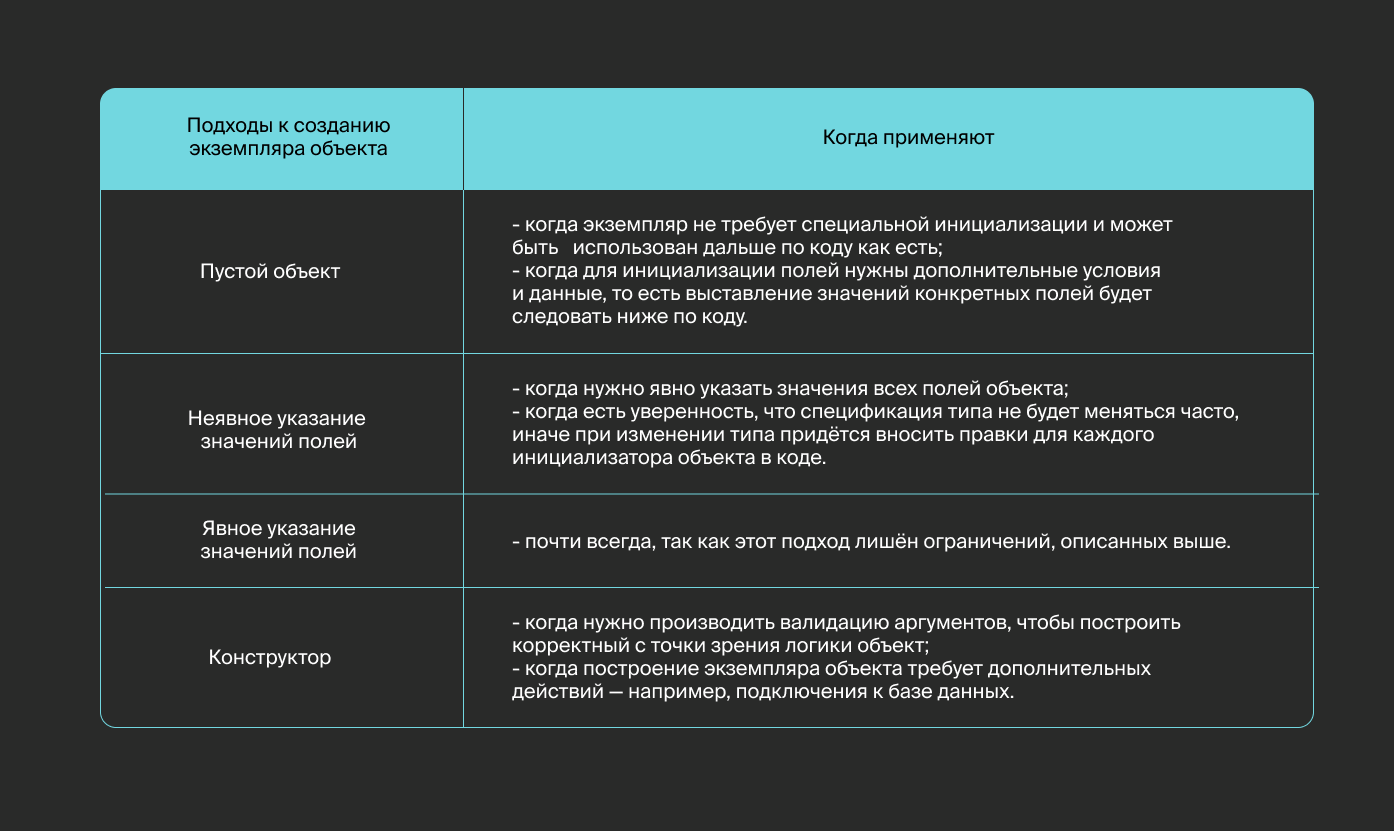 Подходы к созданию
экземпляра объекта
Когда применяют
Пустой объект
- когда экземпляр не требует специальной инициализации и может
быть использован дальше по коду как есть;
- когда для инициализации полей нужны дополнительные условия
и данные, то есть выставление значений конкретных полей будет
следовать ниже по коду.
Неявное указание
значений полей
- когда нужно явно указать значения всех полей объекта;
- когда есть уверенность, что спецификация типа не будет меняться часто,
иначе при изменении типа придётся вносить правки для каждого
инициализатора объекта в коде.
Явное указание
значений полей
- почти всегда, так как этот подход лишён ограничений, описанных выше.
Конструктор
- когда нужно производить валидацию аргументов, чтобы построить
корректный с точки зрения логики объект;
- когда построение экземпляра объекта требует дополнительных
действий — например, подключения к базе данных.